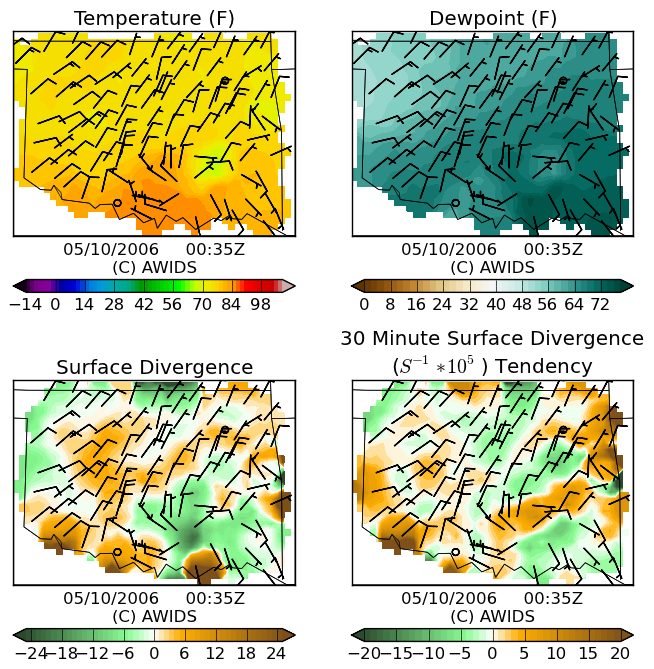 Temperature (F)
Dewpoint (F)
05/10/2006 00:35Z
(C) AWIDS
05/10/2006 00:35Z
(C) AWIDS
−14 0 14 28 42 56 70 84 98
0 8 16 24 32 40 48 56 64 72
30 Minute Surface Divergence
Surface Divergence
(S⁻¹ *10⁵ ) Tendency
05/10/2006 00:35Z
(C) AWIDS
05/10/2006 00:35Z
(C) AWIDS
−24 −18 −12 −6 0 6 12 18 24
−20 −15 −10 −5 0 5 10 15 20